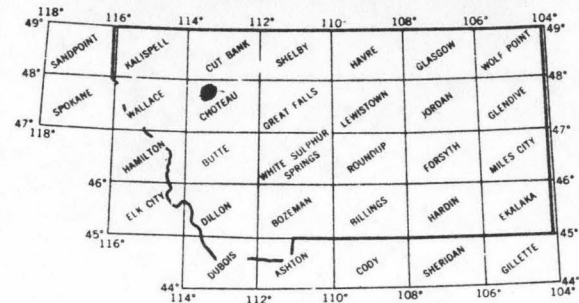 118° 116° 114° 112° 110° 108° 106° 104°
49° SANDPOINT KALISPELL CUT BANK SHELBY HAVRE GLASGOW WOLF POINT 49°
48° 48°
SPOKANE WALLACE CHOTEAU GREAT FALLS LEWISTOWN JORDAN GLENDIVE
47° 47°
118°
HAMILTON BUTTE WHITE SULPHUR SPRINGS ROUNDUP FORSYTH MILES CITY
46° 46°
ELK CITY DILLON BOZEMAN BILLINGS HARDIN EKALAKA
45° 45°
116°
DUBOIS ASHTON CODY SHERIDAN GILLETTE
44° 44°
114° 112° 110° 108° 106° 104°